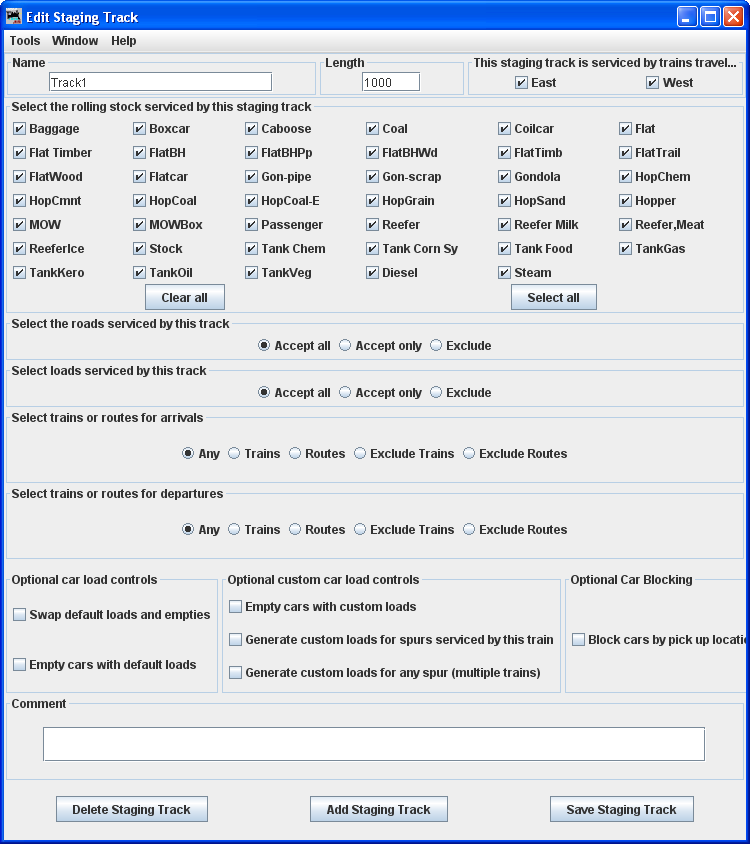 Edit Staging Track
Tools Window Help
Name Length This staging track is serviced by trains travel...
Track1 1000 East West
Select the rolling stock serviced by this staging track
Baggage Boxcar Caboose Coal Coilcar Flat
Flat Timber FlatBH FlatBHPp FlatBHWd FlatTimb FlatTrail
FlatWood Flatcar Gon-pipe Gon-scrap Gondola HopChem
HopCmnt HopCoal HopCoal-E HopGrain HopSand Hopper
MOW MOWBox Passenger Reefer Reefer Milk Reefer,Meat
ReeferIce Stock Tank Chem Tank Corn Sy Tank Food TankGas
TankKero TankOil TankVeg Diesel Steam
Clear all Select all
Select the roads serviced by this track
Accept all Accept only Exclude
Select loads serviced by this track
Accept all Accept only Exclude
Select trains or routes for arrivals
Any Trains Routes Exclude Trains Exclude Routes
Select trains or routes for departures
Any Trains Routes Exclude Trains Exclude Routes
Optional car load controls Optional custom car load controls Optional Car Blocking
Empty cars with custom loads
Swap default loads and empties
Generate custom loads for spurs serviced by this train Block cars by pick up locatio
Empty cars with default loads
Generate custom loads for any spur (multiple trains)
Comment
Delete Staging Track Add Staging Track Save Staging Track